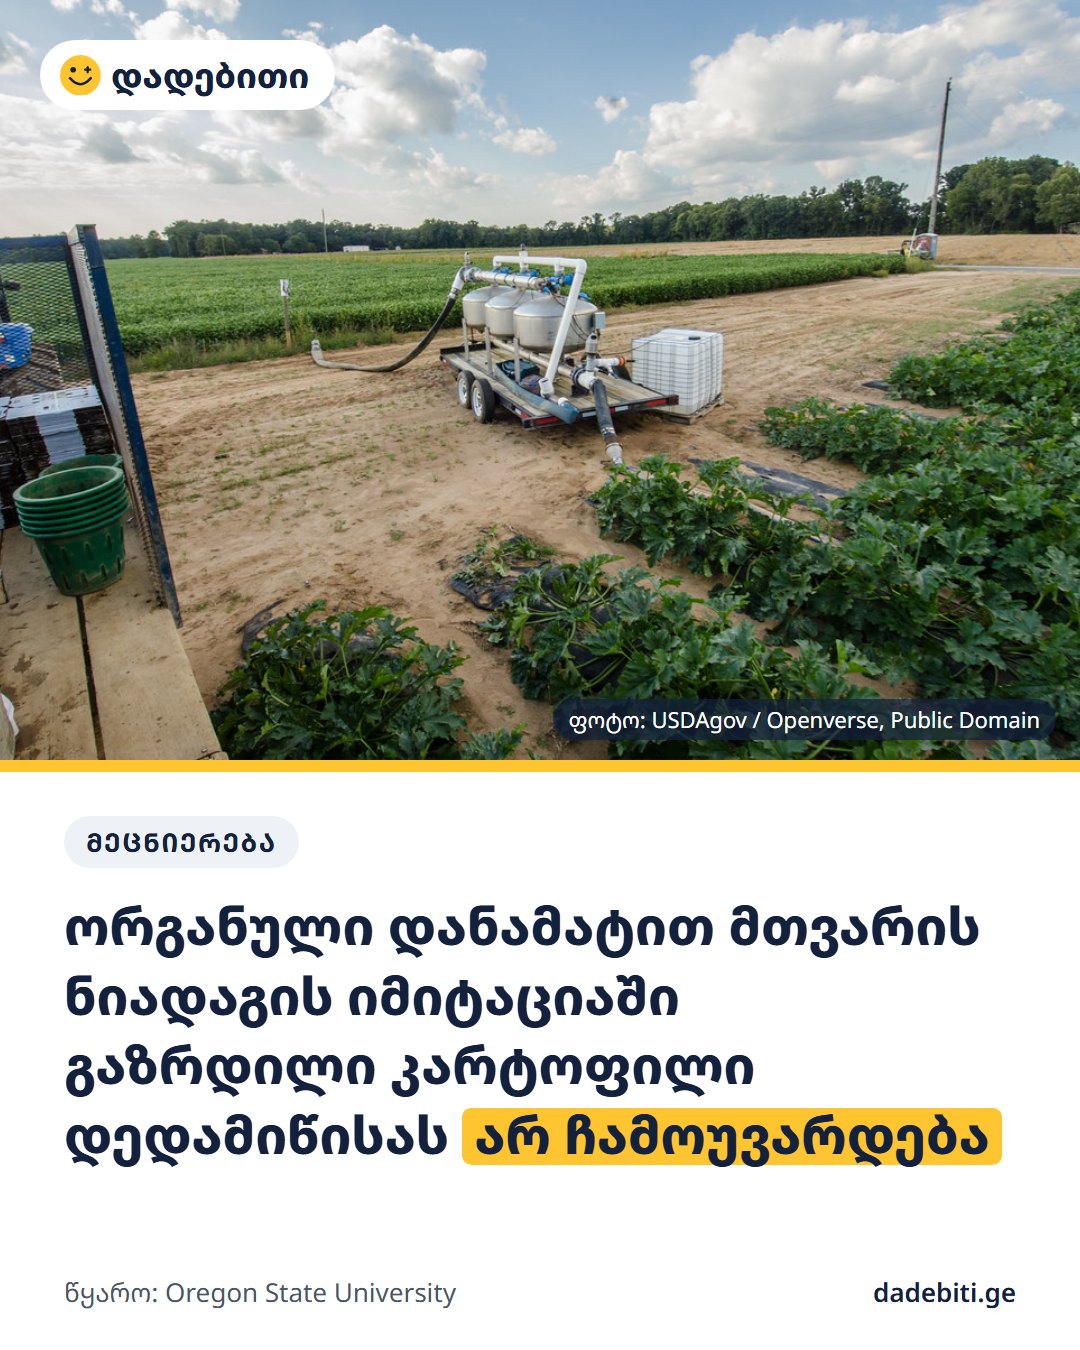 დადებითი
ფოტო: USDAgov / Openverse, Public Domain
მეცნიერება
ორგანული დანამატით მთვარის
ნიადაგის იმიტაციაში
გაზრდილი კარტოფილი
დედამიწისას არ ჩამოუვარდება
წყარო: Oregon State University
dadebiti.ge